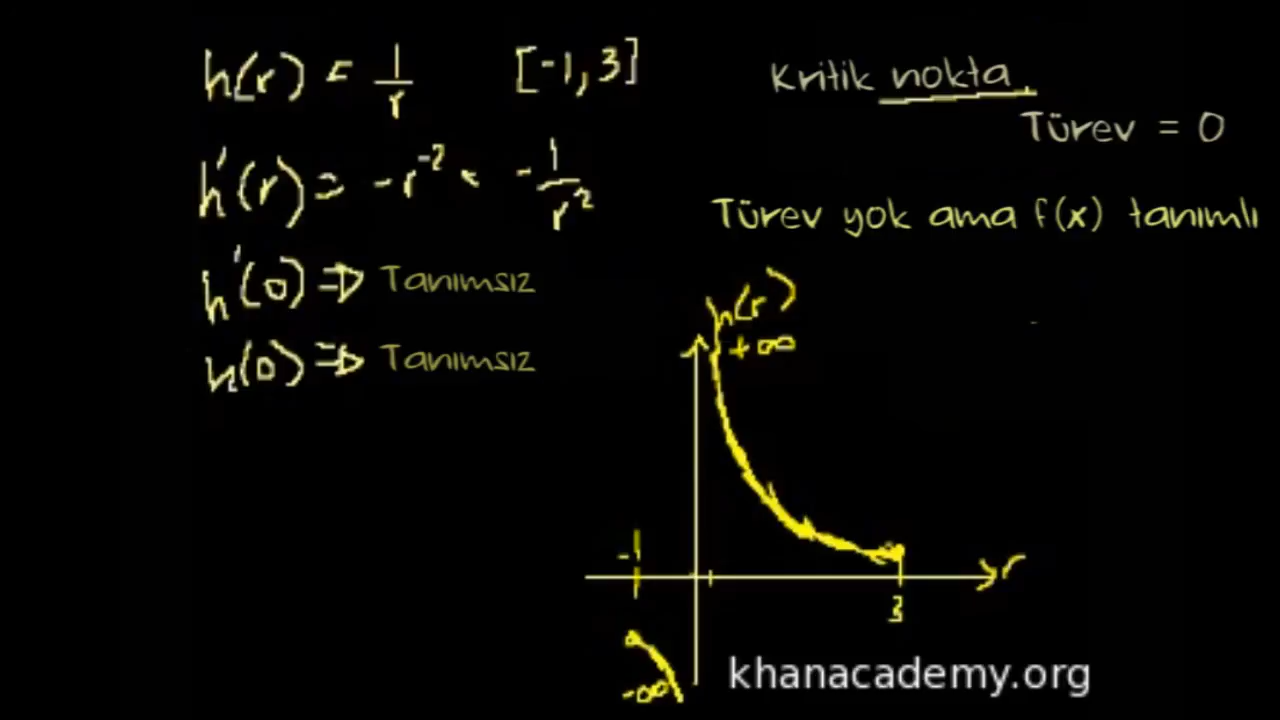 h(r) = 1/r [-1, 3]
Kritik nokta
Türev = 0
h'(r) = -r⁻² = -1/r²
Türev yok ama f(x) tanımlı
h'(0) ⇒ Tanımsız
h(0) ⇒ Tanımsız
h(r)
+∞
-1
r
3
-∞
khanacademy.org